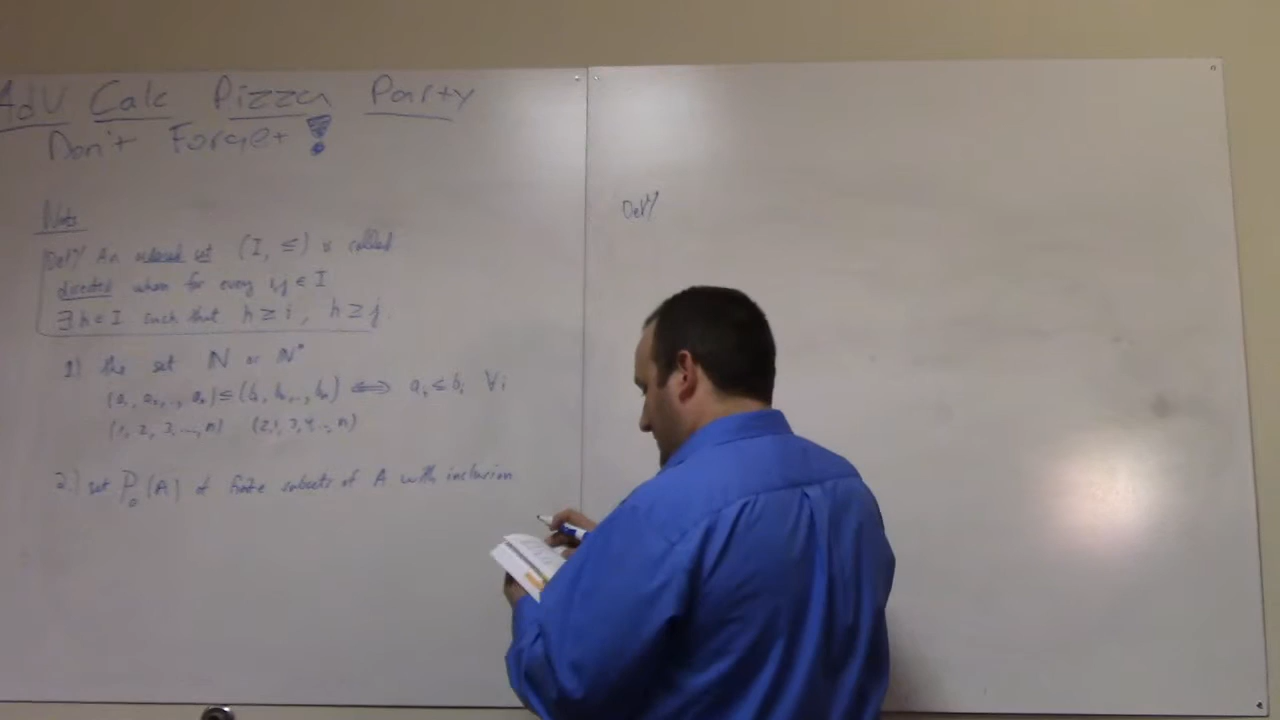 Adv Calc Pizza Party
Don't Forget!
Nets
Def'/ An ordered set (I, ≤) is called
directed when for every i,j ∈ I
∃ h ∈ I such that h ≥ i, h ≥ j.
1) the set ℕ or ℕⁿ
(a₁, a₂,..., aₙ) ≤ (b₁, b₂,..., bₙ) ⟺ aᵢ ≤ bᵢ ∀i
(1, 2, 3, ..., n) (2,1, 3,4..., n)
2.) set P₀(A) of finite subsets of A with inclusion
Def'/